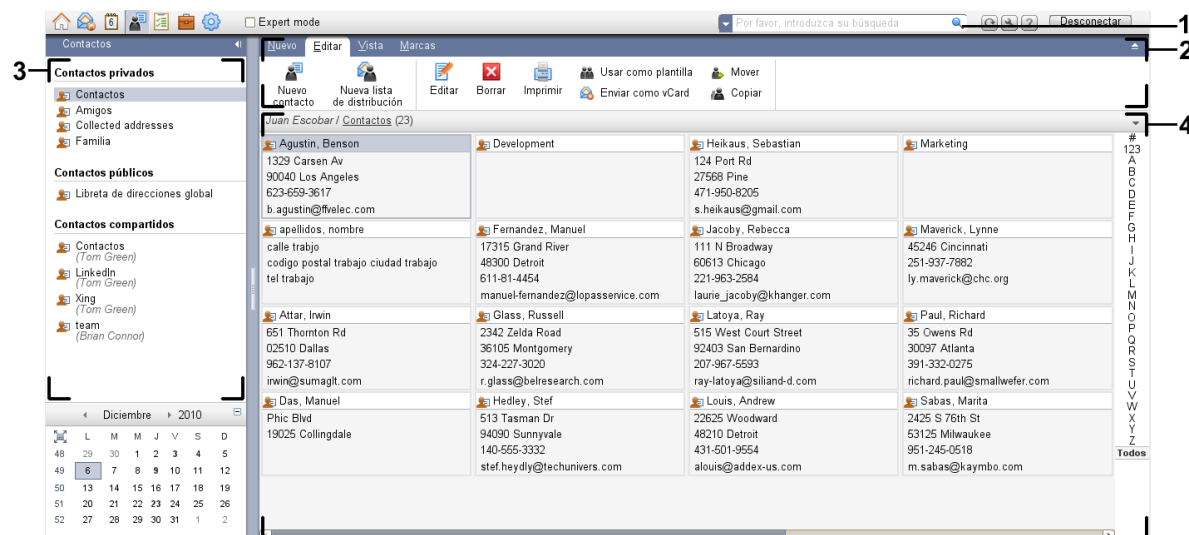 6
Expert mode
Por favor, introduzca su búsqueda
Desconectar
1
Contactos
Nuevo Editar Vista Marcas
2
3
Contactos privados
Contactos
Amigos
Collected addresses
Familia
Contactos públicos
Libreta de direcciones global
Contactos compartidos
Contactos
(Tom Green)
LinkedIn
(Tom Green)
Xing
(Tom Green)
team
(Brian Connor)
Nuevo contacto
Nueva lista de distribución
Editar
Borrar
Imprimir
Usar como plantilla
Enviar como vCard
Mover
Copiar
Juan Escobar / Contactos (23)
4
Agustin, Benson
1329 Carsen Av
90040 Los Angeles
623-659-3617
b.agustin@ffvelec.com
Development
Heikaus, Sebastian
124 Port Rd
27568 Pine
471-950-8205
s.heikaus@gmail.com
Marketing
apellidos, nombre
calle trabjo
codigo postal trabajo ciudad trabajo
tel trabajo
Fernandez, Manuel
17315 Grand River
48300 Detroit
611-81-4454
manuel-fernandez@lopasservice.com
Jacoby, Rebecca
111 N Broadway
60613 Chicago
221-963-2584
laurie_jacoby@khanger.com
Maverick, Lynne
45246 Cincinnati
251-937-7882
ly.maverick@chc.org
Attar, Irwin
651 Thornton Rd
02510 Dallas
962-137-8107
irwin@sumaglt.com
Glass, Russell
2342 Zelda Road
36105 Montgomery
324-227-3020
r.glass@belresearch.com
Latoya, Ray
515 West Court Street
92403 San Bernardino
207-967-5593
ray-latoya@siliand-d.com
Paul, Richard
35 Owens Rd
30097 Atlanta
391-332-0275
richard.paul@smallwefer.com
Das, Manuel
Phic Blvd
19025 Collingdale
Hedley, Stef
513 Tasman Dr
94090 Sunnyvale
140-555-3332
stef.heydly@techunivers.com
Louis, Andrew
22625 Woodward
48210 Detroit
431-501-9554
alouis@addex-us.com
Sabas, Marita
2425 S 76th St
53125 Milwaukee
951-245-0518
m.sabas@kaymbo.com
#
123
A
B
C
D
E
F
G
H
I
J
K
L
M
N
O
P
Q
R
S
T
U
V
W
X
Y
Z
Todos
Diciembre 2010
L M M J V S D
48 29 30 1 2 3 4 5
49 6 7 8 9 10 11 12
50 13 14 15 16 17 18 19
51 20 21 22 23 24 25 26
52 27 28 29 30 31 1 2